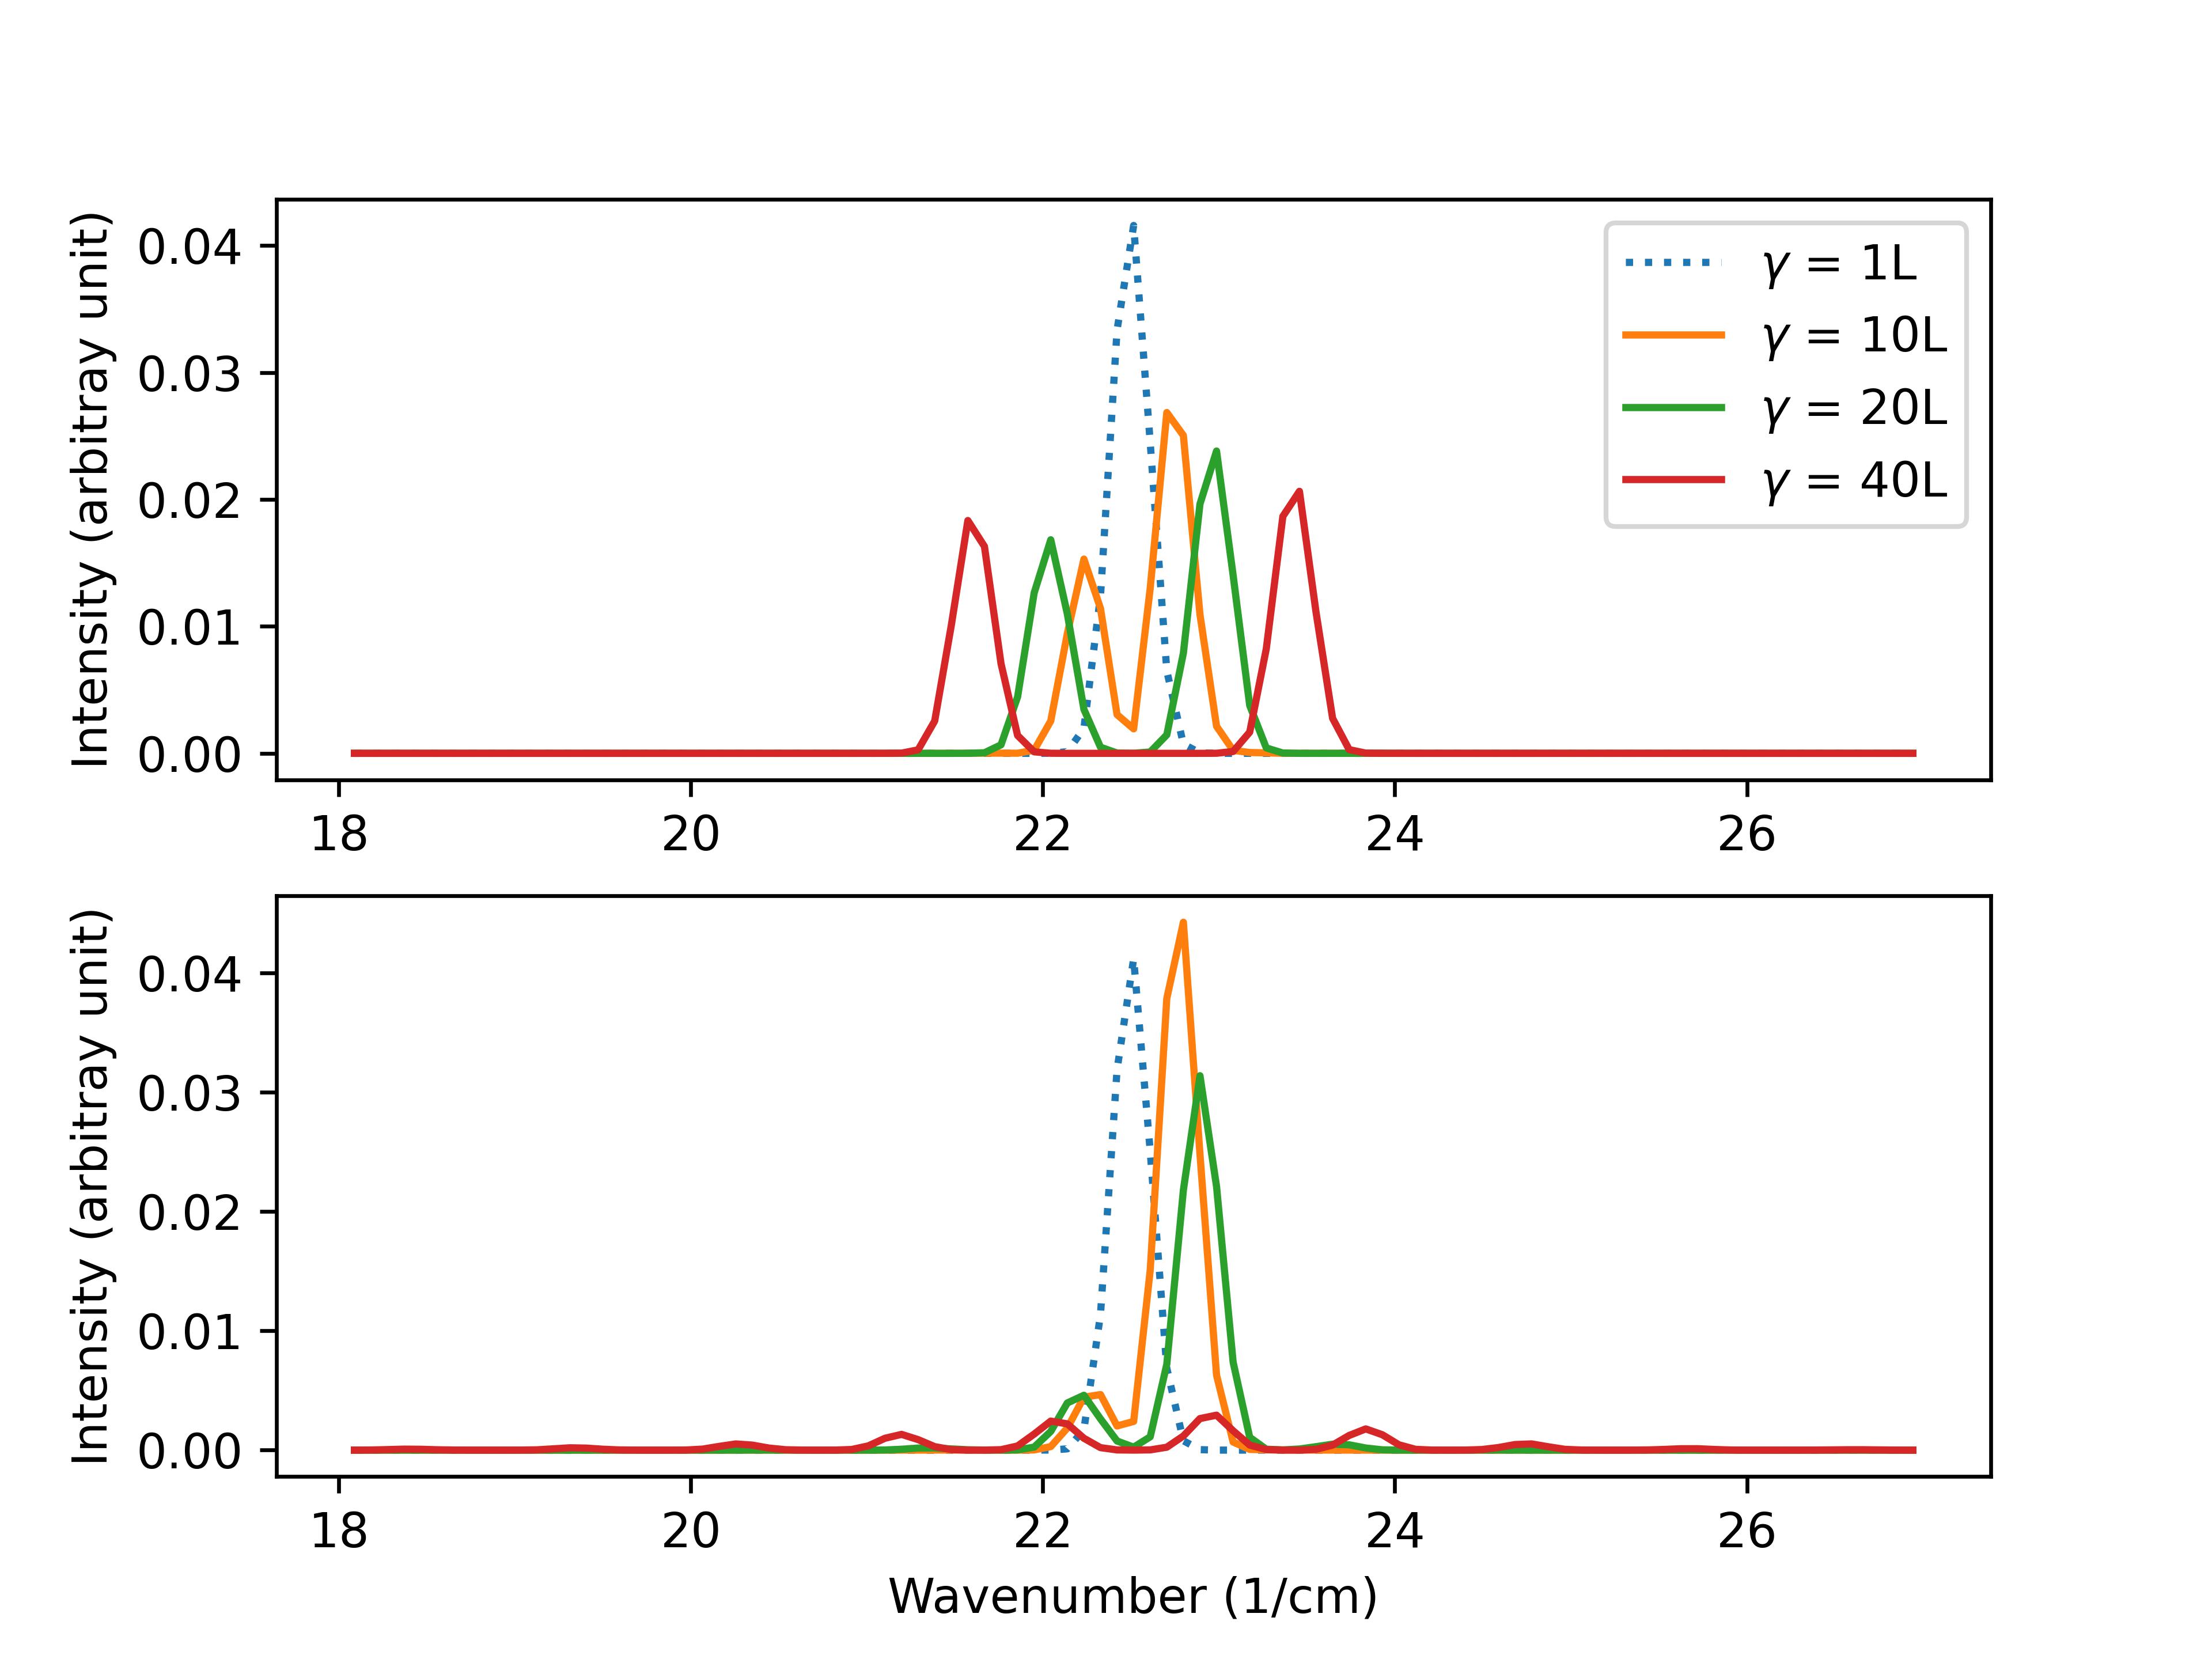 Intensity (arbitray unit)
0.04
0.03
0.02
0.01
0.00
18 20 22 24 26
γ = 1L
γ = 10L
γ = 20L
γ = 40L
Intensity (arbitray unit)
0.04
0.03
0.02
0.01
0.00
18 20 22 24 26
Wavenumber (1/cm)